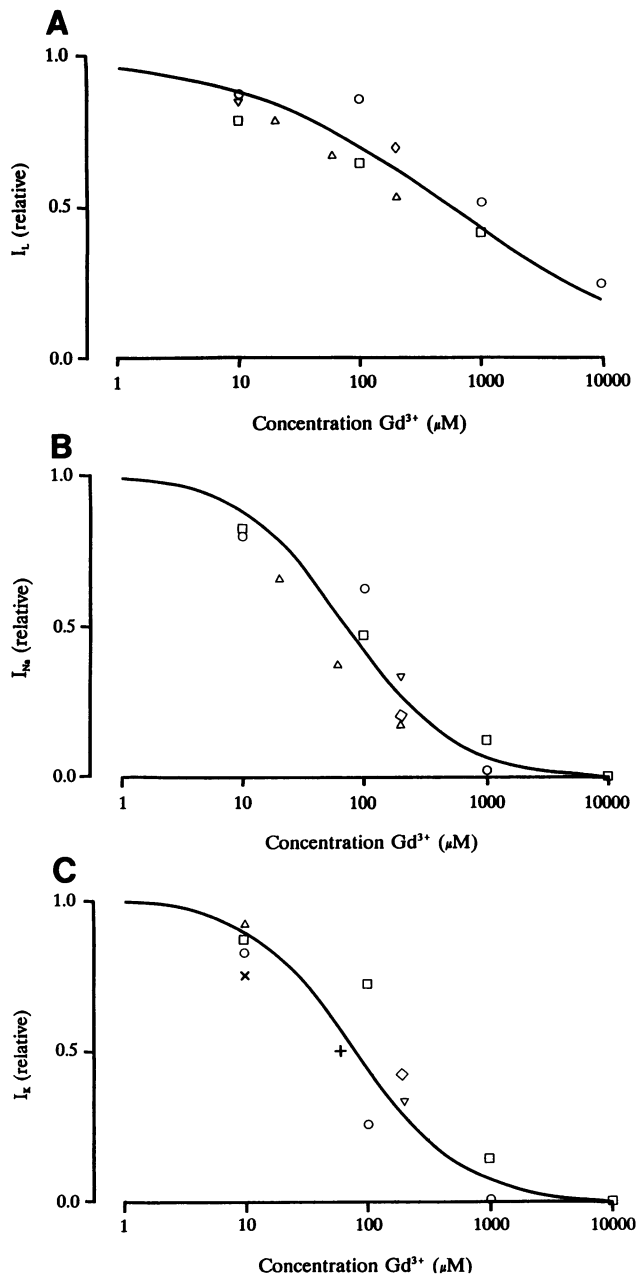 A
1.0
0.5
0.0
I_L (relative)
1 10 100 1000 10000
Concentration Gd³⁺ (μM)
B
1.0
0.5
0.0
I_Na (relative)
1 10 100 1000 10000
Concentration Gd³⁺ (μM)
C
1.0
0.5
0.0
I_K (relative)
1 10 100 1000 10000
Concentration Gd³⁺ (μM)